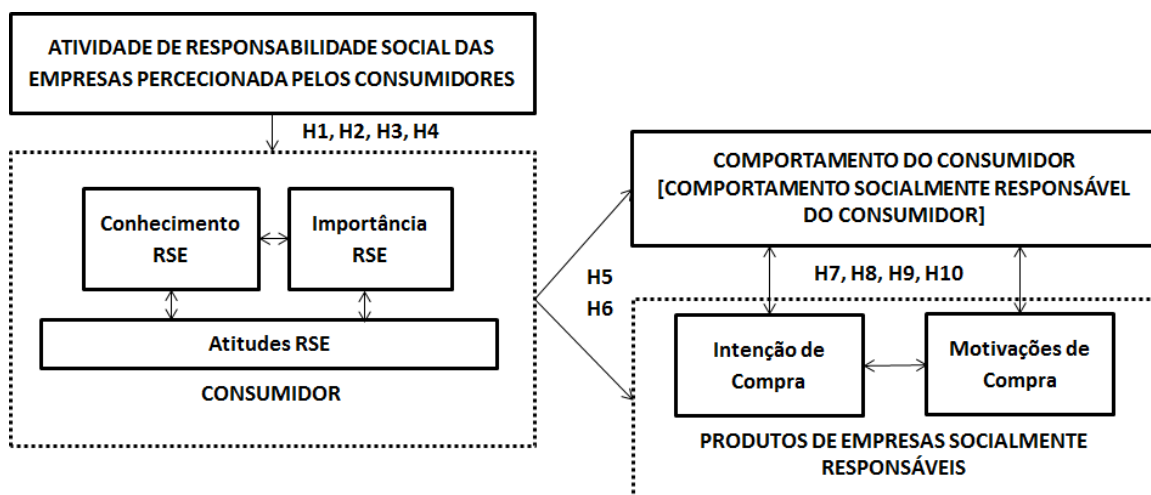 ATIVIDADE DE RESPONSABILIDADE SOCIAL DAS
EMPRESAS PERCECIONADA PELOS CONSUMIDORES
H1, H2, H3, H4
Conhecimento
RSE
Importância
RSE
Atitudes RSE
CONSUMIDOR
H5
H6
COMPORTAMENTO DO CONSUMIDOR
[COMPORTAMENTO SOCIALMENTE RESPONSÁVEL
DO CONSUMIDOR]
H7, H8, H9, H10
Intenção de
Compra
Motivações de
Compra
PRODUTOS DE EMPRESAS SOCIALMENTE
RESPONSÁVEIS